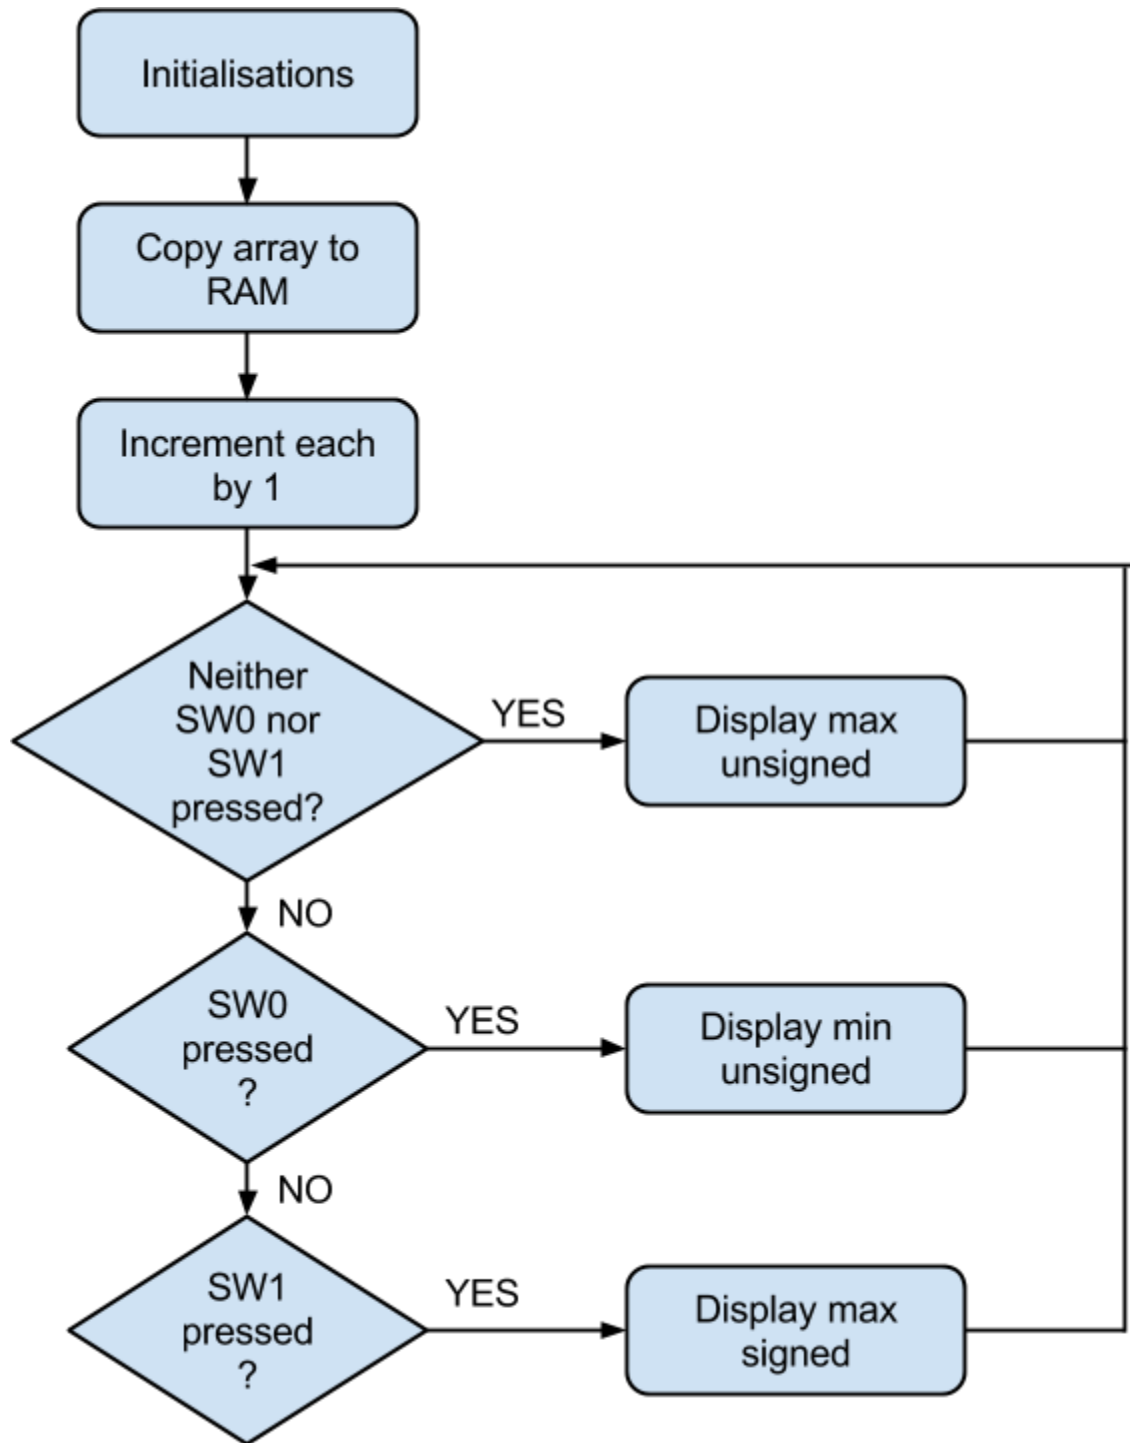 Initialisations
Copy array to
RAM
Increment each
by 1
Neither
SW0 nor
SW1
pressed?
YES
Display max
unsigned
NO
SW0
pressed
?
YES
Display min
unsigned
NO
SW1
pressed
?
YES
Display max
signed